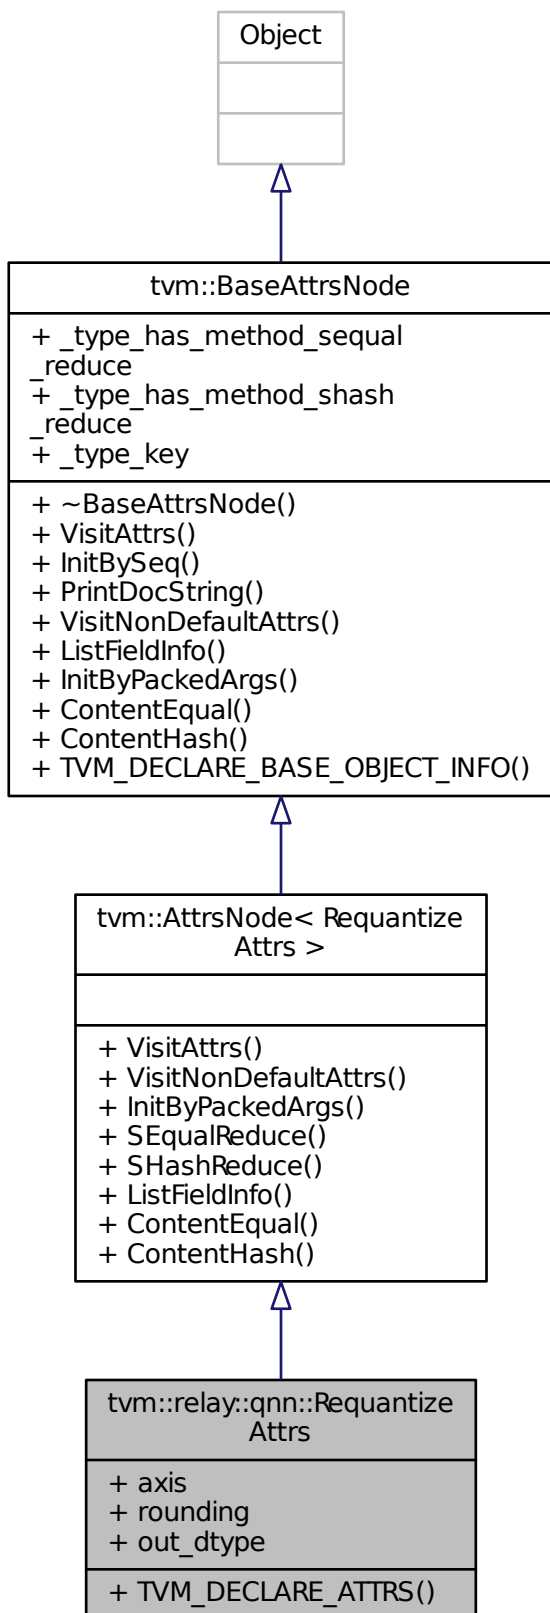 Object
tvm::BaseAttrsNode
+ _type_has_method_sequal
_reduce
+ _type_has_method_shash
_reduce
+ _type_key
+ ~BaseAttrsNode()
+ VisitAttrs()
+ InitBySeq()
+ PrintDocString()
+ VisitNonDefaultAttrs()
+ ListFieldInfo()
+ InitByPackedArgs()
+ ContentEqual()
+ ContentHash()
+ TVM_DECLARE_BASE_OBJECT_INFO()
tvm::AttrsNode< Requantize
Attrs >
+ VisitAttrs()
+ VisitNonDefaultAttrs()
+ InitByPackedArgs()
+ SEqualReduce()
+ SHashReduce()
+ ListFieldInfo()
+ ContentEqual()
+ ContentHash()
tvm::relay::qnn::Requantize
Attrs
+ axis
+ rounding
+ out_dtype
+ TVM_DECLARE_ATTRS()